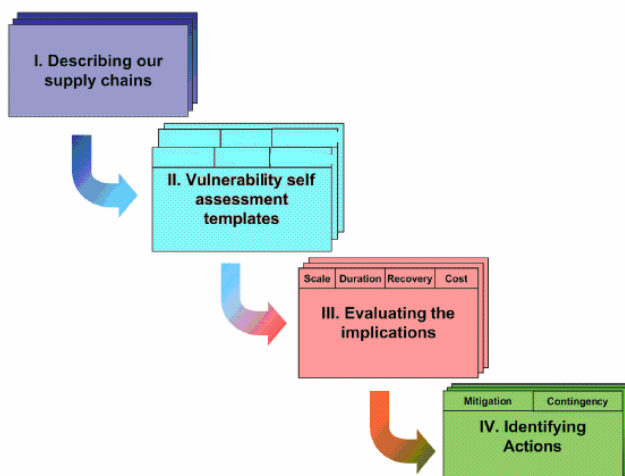 I. Describing our
supply chains
II. Vulnerability self
assessment
templates
Scale Duration Recovery Cost
III. Evaluating the
implications
Mitigation Contingency
IV. Identifying
Actions